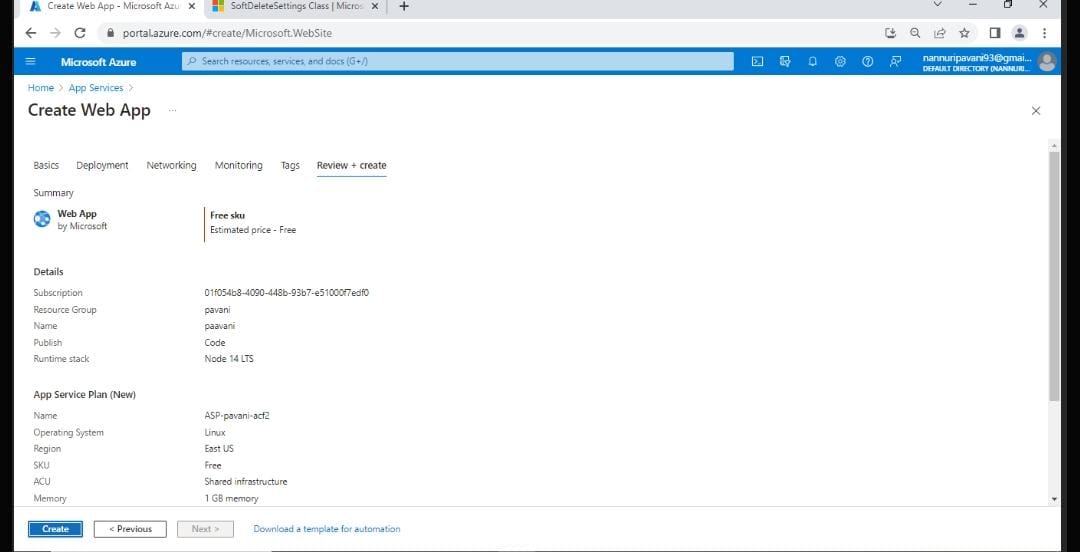 Create Web App - Microsoft Azu
SoftDeleteSettings Class | Micros
portal.azure.com/#create/Microsoft.WebSite
Microsoft Azure
Search resources, services, and docs (G+/)
nannuripavani93@gmai...
DEFAULT DIRECTORY (NANNURI...
Home > App Services >
Create Web App ...
Basics Deployment Networking Monitoring Tags Review + create
Summary
Web App
by Microsoft
Free sku
Estimated price - Free
Details
Subscription 01f054b8-4090-448b-93b7-e51000f7edf0
Resource Group pavani
Name paavani
Publish Code
Runtime stack Node 14 LTS
App Service Plan (New)
Name ASP-pavani-acf2
Operating System Linux
Region East US
SKU Free
ACU Shared infrastructure
Memory 1 GB memory
Create < Previous Next > Download a template for automation